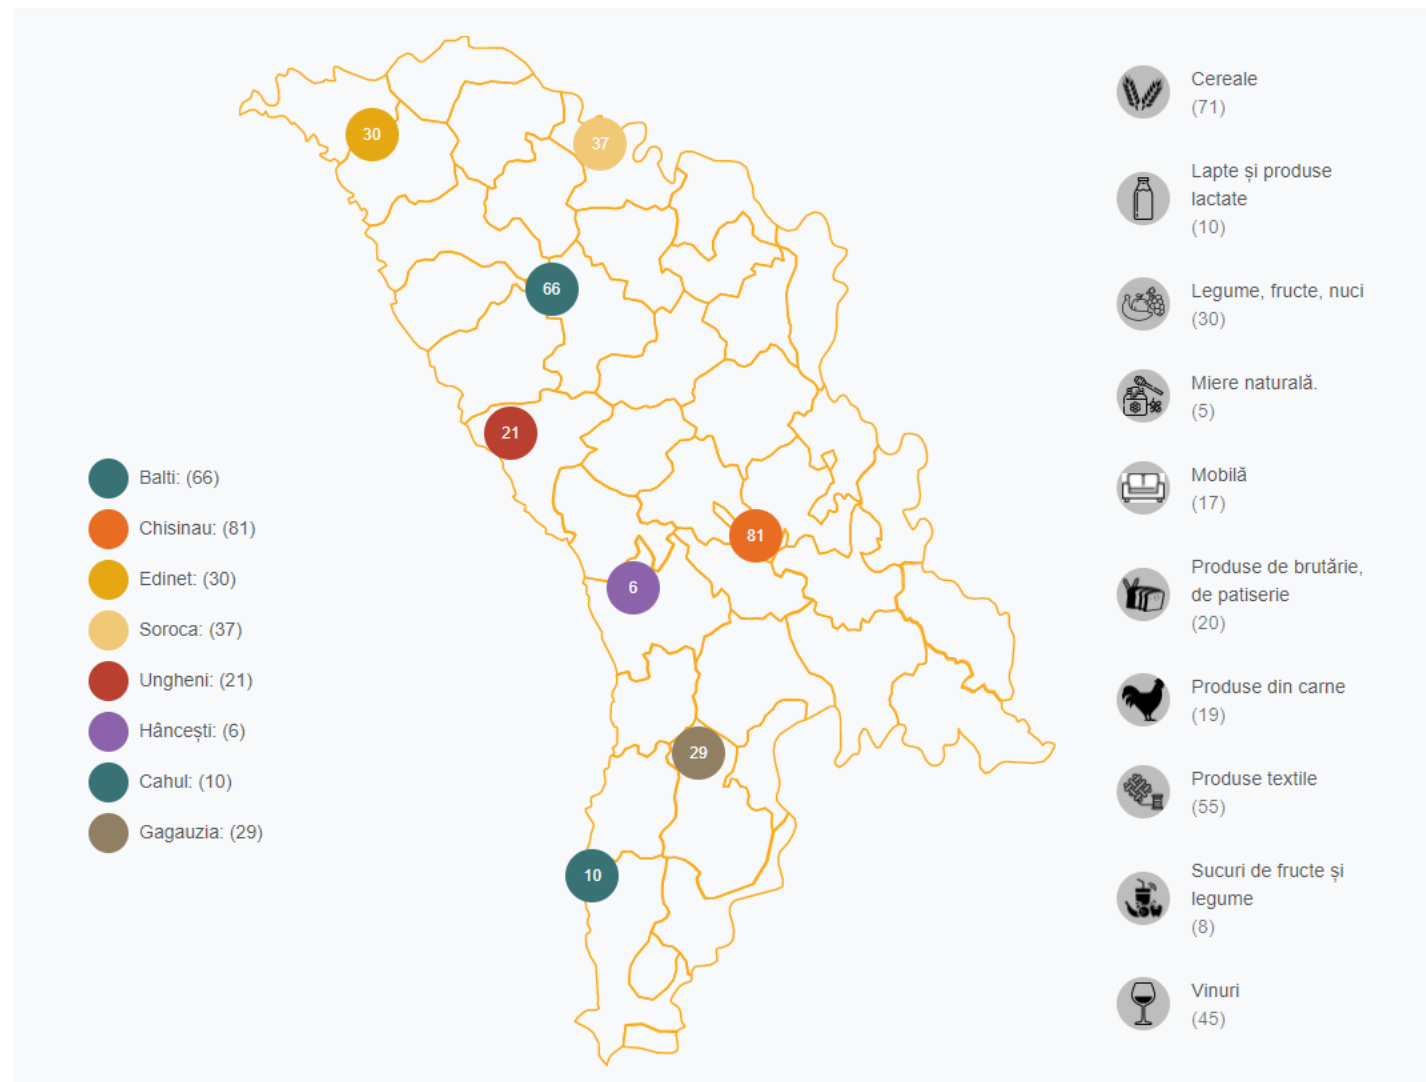 30
37
66
21
81
6
29
10
Balti: (66)
Chisinau: (81)
Edinet: (30)
Soroca: (37)
Ungheni: (21)
Hâncești: (6)
Cahul: (10)
Gagauzia: (29)
Cereale
(71)
Lapte și produse
lactate
(10)
Legume, fructe, nuci
(30)
Miere naturală.
(5)
Mobilă
(17)
Produse de brutărie,
de patiserie
(20)
Produse din carne
(19)
Produse textile
(55)
Sucuri de fructe și
legume
(8)
Vinuri
(45)